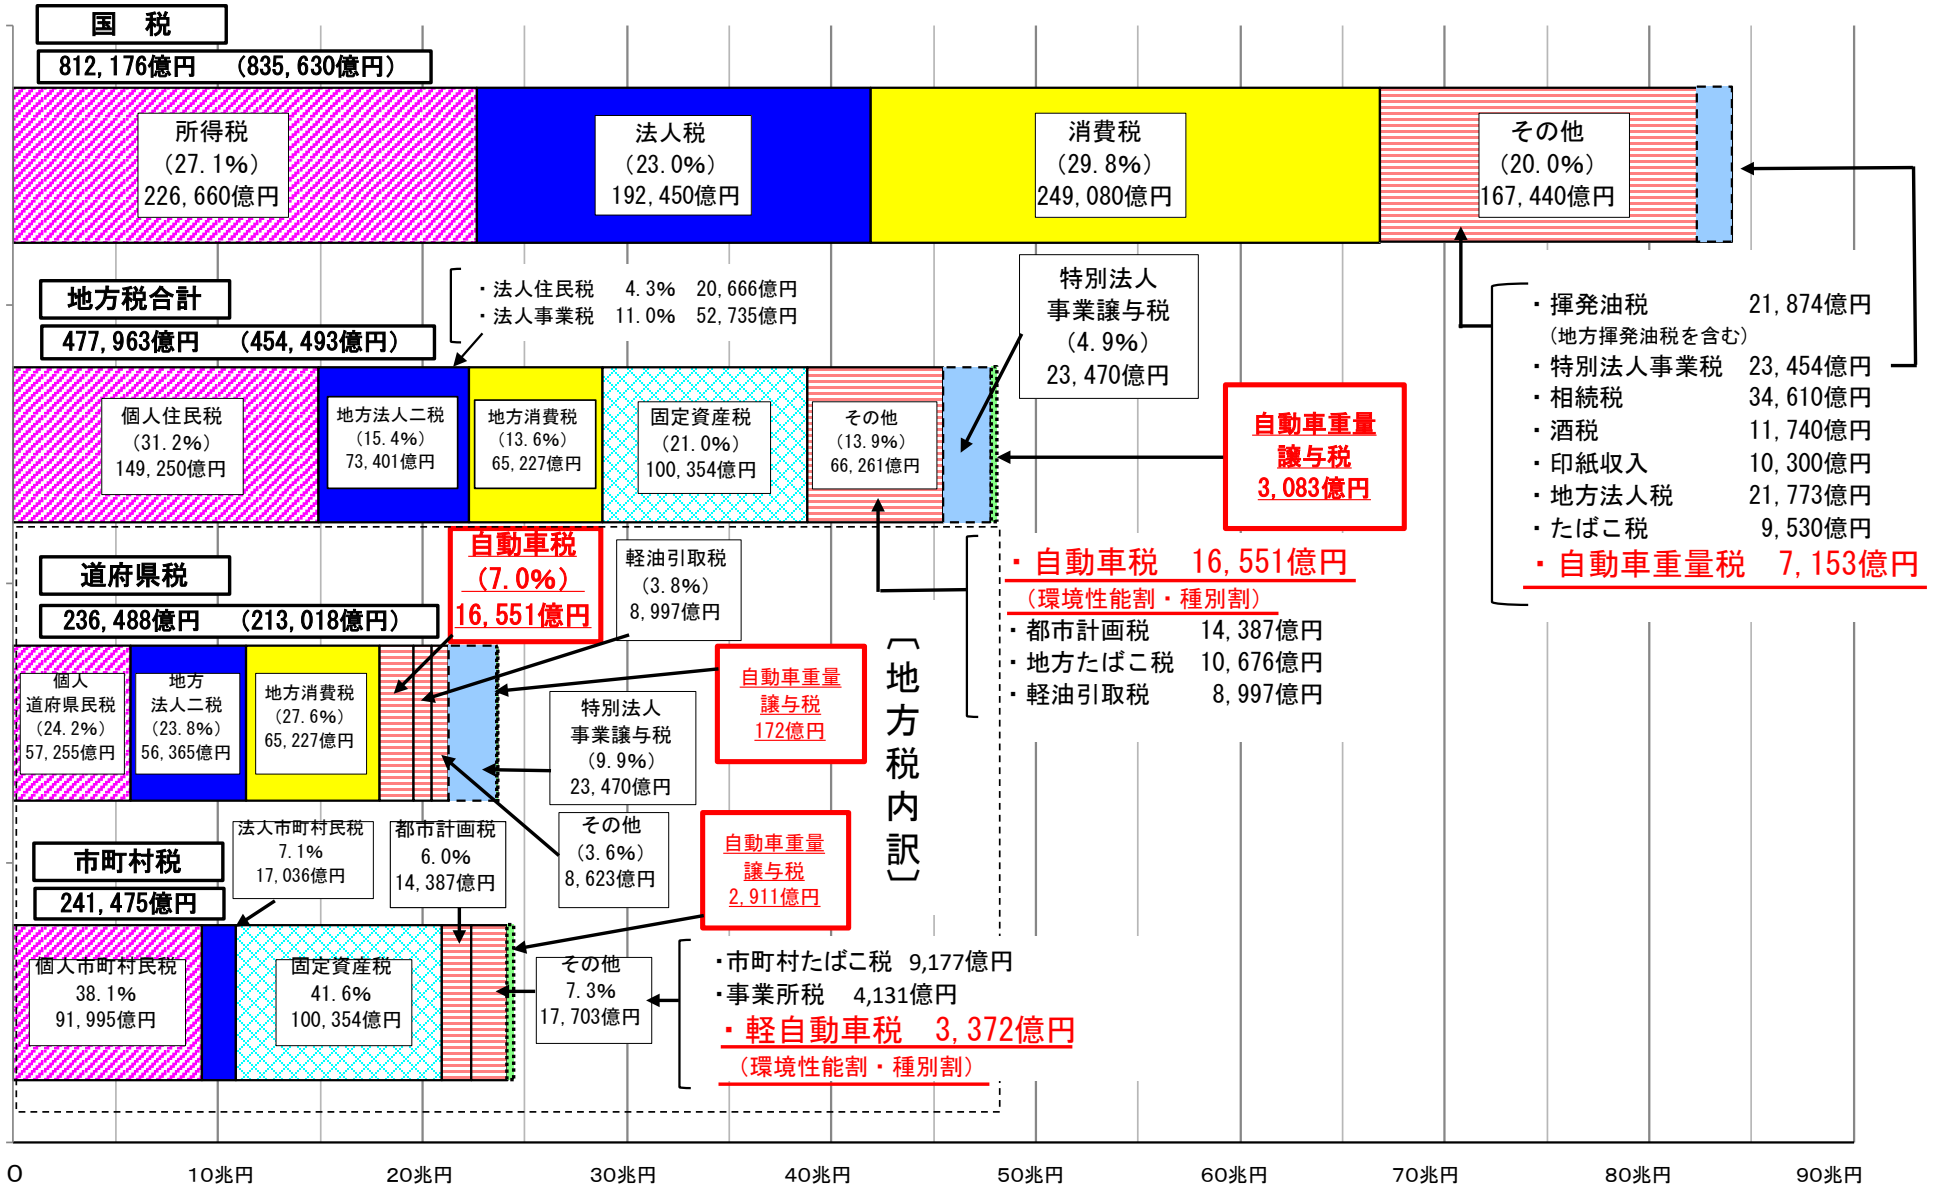 国　税
812,176億円　（835,630億円）
所得税
（27.1%）
226,660億円
法人税
（23.0%）
192,450億円
消費税
（29.8%）
249,080億円
その他
（20.0%）
167,440億円
・揮発油税　21,874億円
（地方揮発油税を含む）
・特別法人事業税　23,454億円
・相続税　34,610億円
・酒税　11,740億円
・印紙収入　10,300億円
・地方法人税　21,773億円
・たばこ税　9,530億円
・自動車重量税　7,153億円
地方税合計
477,963億円　（454,493億円）
・法人住民税　4.3%　20,666億円
・法人事業税　11.0%　52,735億円
特別法人
事業譲与税
（4.9%）
23,470億円
個人住民税
（31.2%）
149,250億円
地方法人二税
（15.4%）
73,401億円
地方消費税
（13.6%）
65,227億円
固定資産税
（21.0%）
100,354億円
その他
（13.9%）
66,261億円
自動車重量
譲与税
3,083億円
・自動車税　16,551億円
（環境性能割・種別割）
・都市計画税　14,387億円
・地方たばこ税　10,676億円
・軽油引取税　8,997億円
〔地方税内訳〕
道府県税
236,488億円　（213,018億円）
自動車税
（7.0%）
16,551億円
軽油引取税
（3.8%）
8,997億円
個人
道府県民税
（24.2%）
57,255億円
地方
法人二税
（23.8%）
56,365億円
地方消費税
（27.6%）
65,227億円
特別法人
事業譲与税
（9.9%）
23,470億円
自動車重量
譲与税
172億円
その他
（3.6%）
8,623億円
市町村税
241,475億円
法人市町村民税
7.1%
17,036億円
都市計画税
6.0%
14,387億円
自動車重量
譲与税
2,911億円
個人市町村民税
38.1%
91,995億円
固定資産税
41.6%
100,354億円
その他
7.3%
17,703億円
・市町村たばこ税　9,177億円
・事業所税　4,131億円
・軽自動車税　3,372億円
（環境性能割・種別割）
0　10兆円　20兆円　30兆円　40兆円　50兆円　60兆円　70兆円　80兆円　90兆円